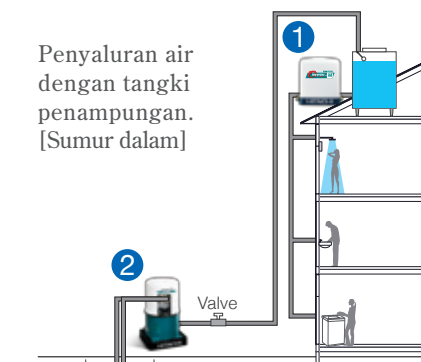 Penyaluran air
dengan tangki
penampungan.
[Sumur dalam]
1
2
Valve